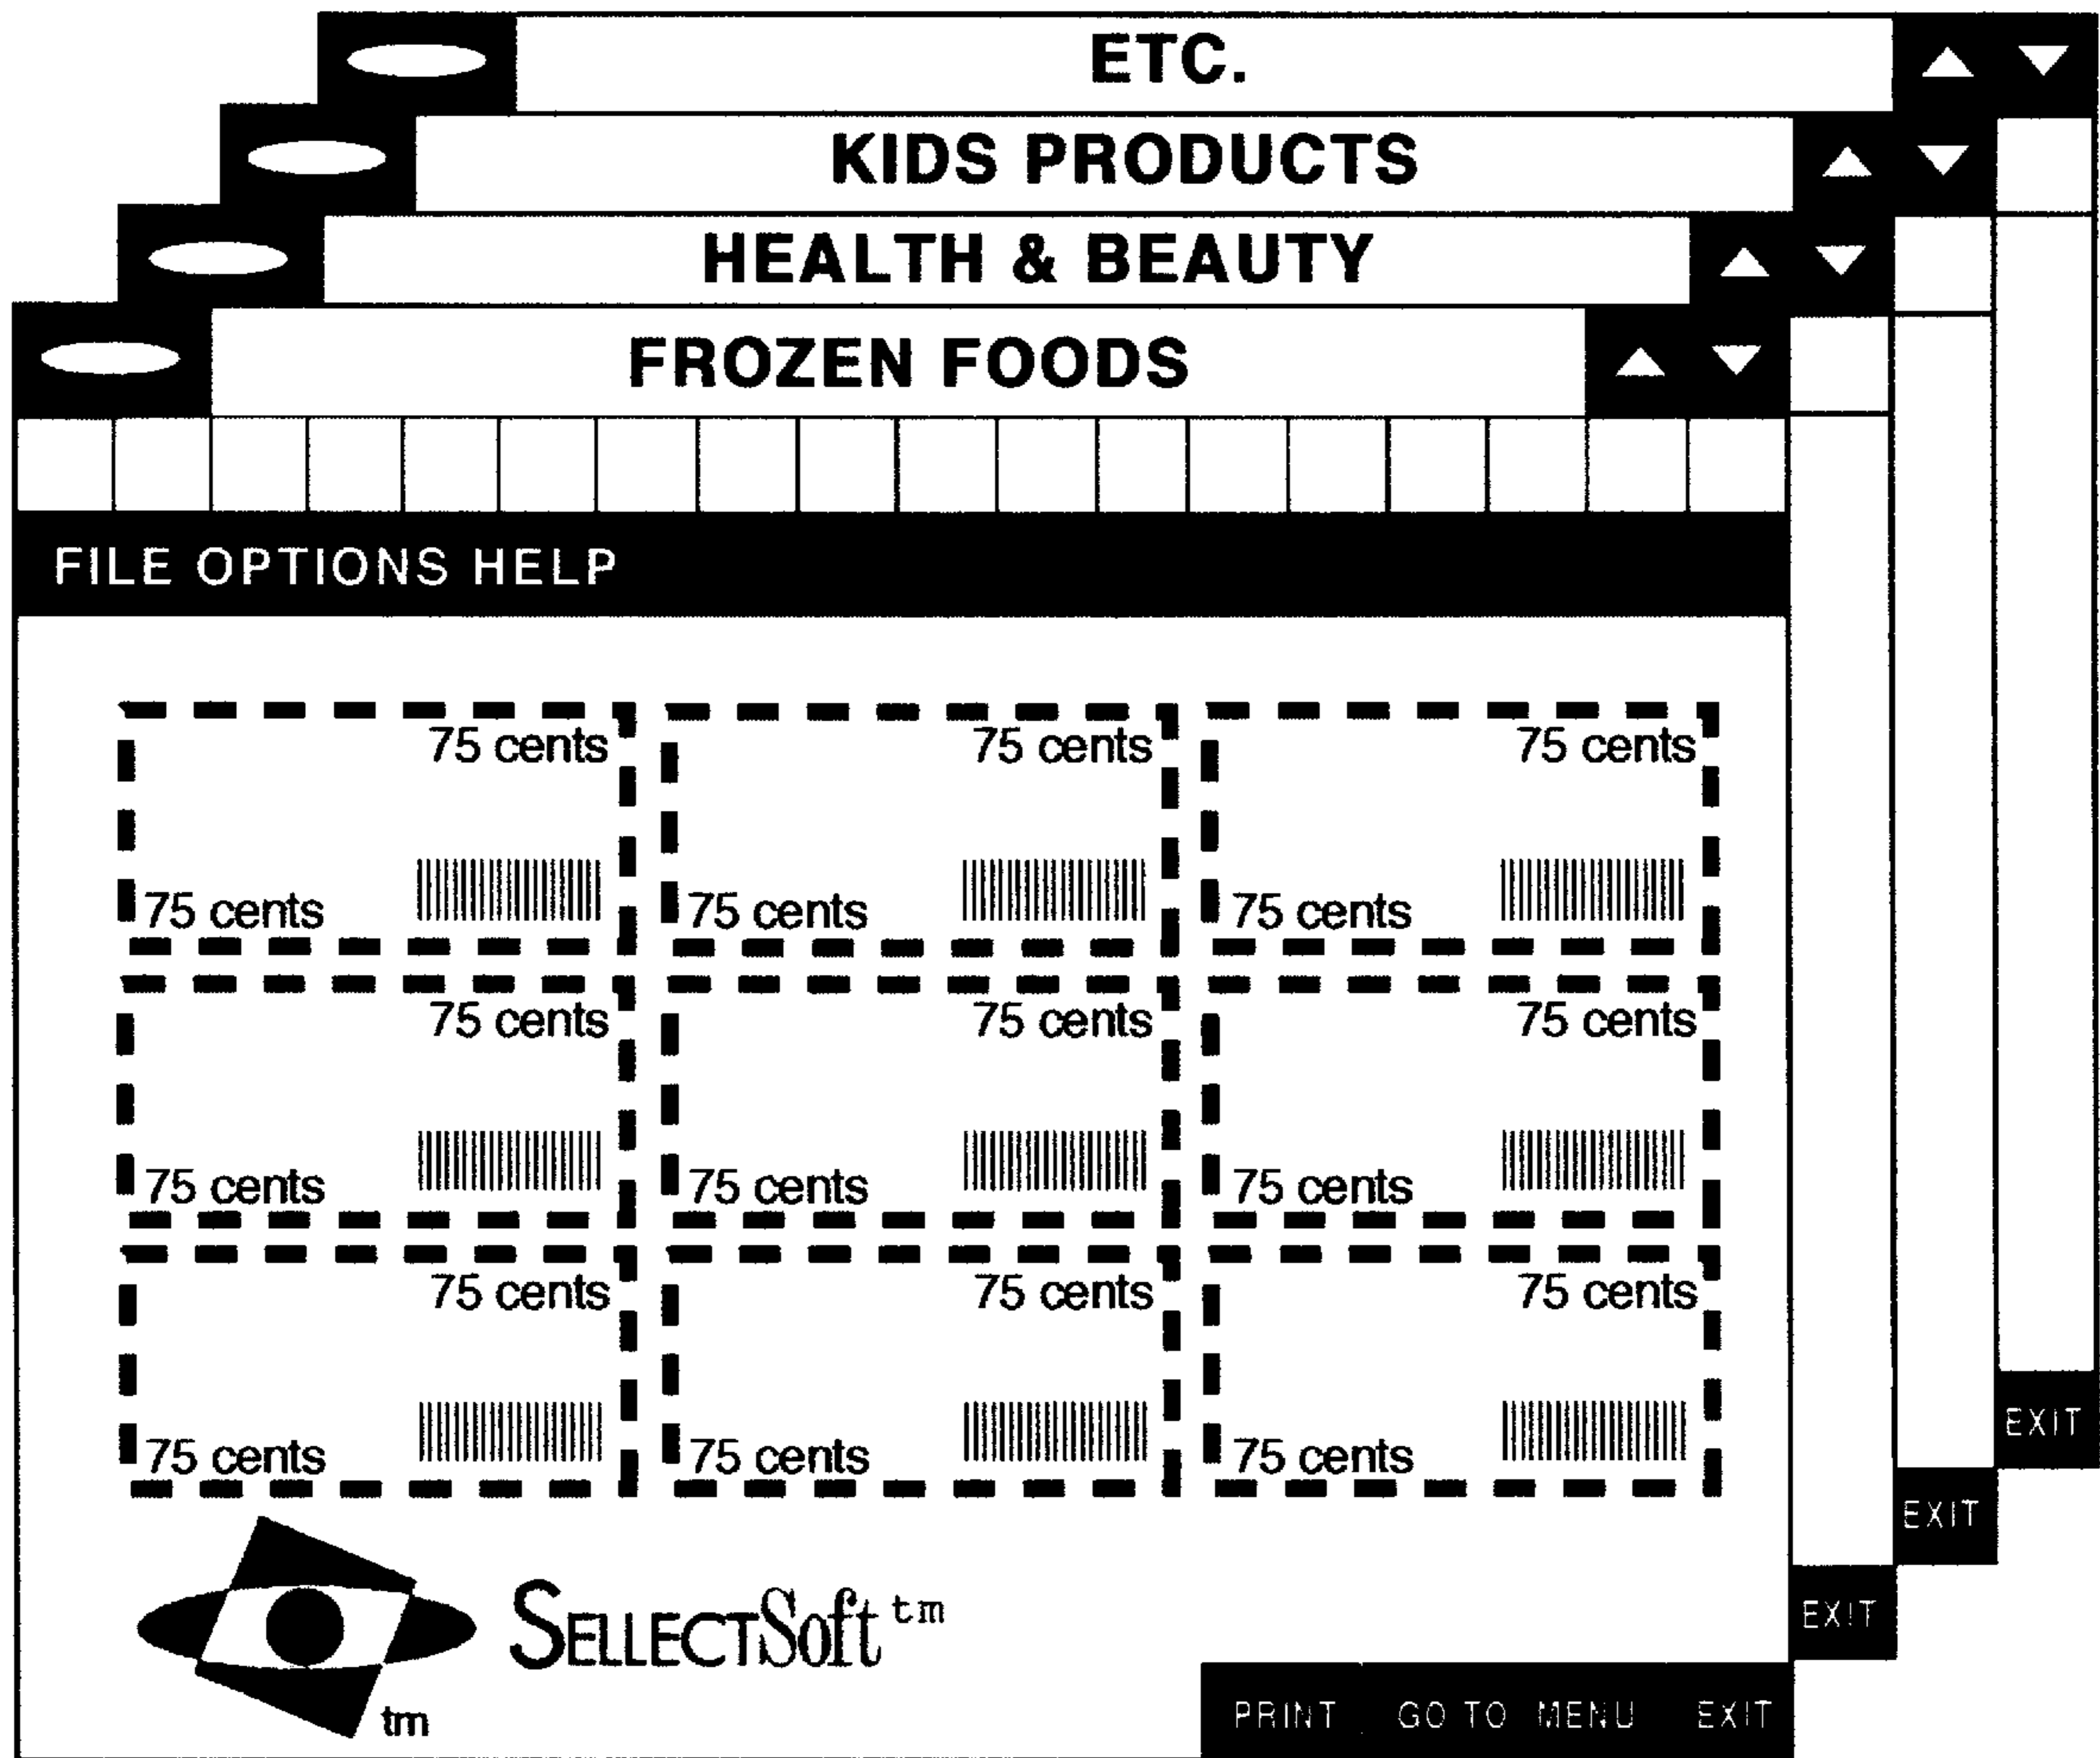 ETC.
KIDS PRODUCTS
HEALTH & BEAUTY
FROZEN FOODS
FILE OPTIONS HELP
75 cents 75 cents 75 cents
75 cents 75 cents 75 cents
75 cents 75 cents 75 cents
75 cents 75 cents 75 cents
75 cents 75 cents 75 cents
75 cents 75 cents 75 cents
EXIT
EXIT
EXIT
SELLECTSoft tm
tm
PRINT GO TO MENU EXIT